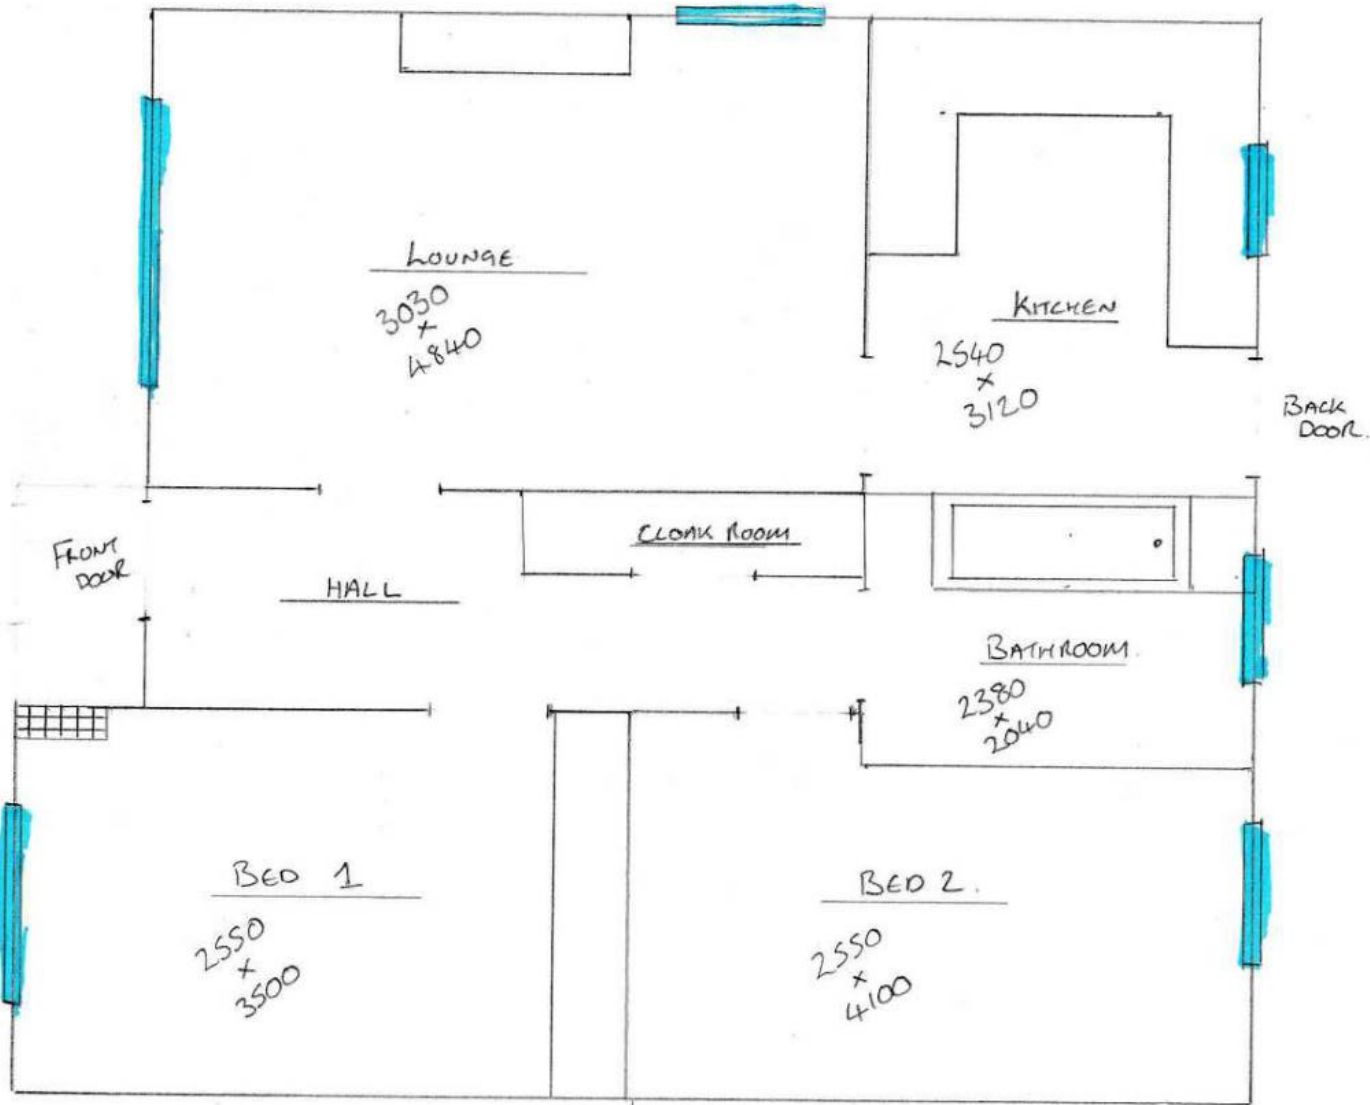 LOUNGE
3030
x
4840
KITCHEN
2540
x
3120
BACK
DOOR.
FRONT
DOOR
HALL
CLOAK ROOM
BATHROOM.
2380
x
2040
BED 1
2550
x
3500
BED 2.
2550
x
4100